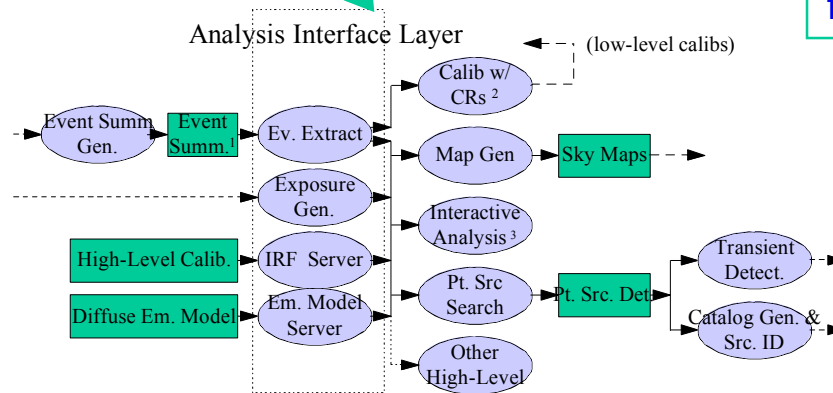 Analysis Interface Layer
(low-level calibs)
Calib w/
CRs 2
Event Summ
Gen.
Event
Summ.1
Ev. Extract
Map Gen
Sky Maps
Exposure
Gen.
Interactive
Analysis 3
High-Level Calib.
IRF Server
Transient
Detect.
Diffuse Em. Model
Em. Model
Server
Pt. Src
Search
Pt. Src. Det.
Catalog Gen. &
Src. ID
Other
High-Level